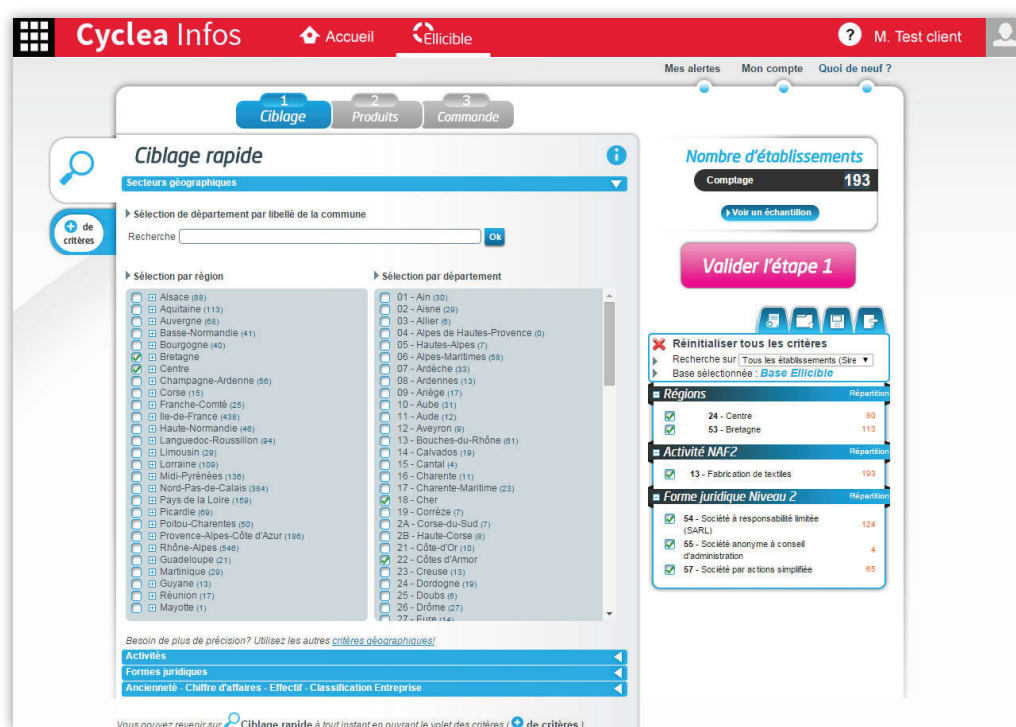 Cyclea Infos
Accueil
Ellicible
?
M. Test client
Mes alertes
Mon compte
Quoi de neuf ?
1
Ciblage
2
Produits
3
Commande
Ciblage rapide
i
Secteurs géographiques
de critères
Sélection de département par libellé de la commune
Recherche
Ok
Sélection par région
Alsace (88)
Aquitaine (113)
Auvergne (68)
Basse-Normandie (41)
Bourgogne (40)
Bretagne
Centre
Champagne-Ardenne (56)
Corse (15)
Franche-Comté (25)
Ile-de-France (438)
Haute-Normandie (46)
Languedoc-Roussillon (94)
Limousin (29)
Lorraine (109)
Midi-Pyrénées (136)
Nord-Pas-de-Calais (384)
Pays de la Loire (159)
Picardie (69)
Poitou-Charentes (50)
Provence-Alpes-Côte d'Azur (186)
Rhône-Alpes (546)
Guadeloupe (21)
Martinique (29)
Guyane (13)
Réunion (17)
Mayotte (1)
Sélection par département
01 - Ain (30)
02 - Aisne (29)
03 - Allier (6)
04 - Alpes de Hautes-Provence (0)
05 - Hautes-Alpes (7)
06 - Alpes-Maritimes (58)
07 - Ardèche (33)
08 - Ardennes (13)
09 - Ariège (17)
10 - Aube (31)
11 - Aude (12)
12 - Aveyron (9)
13 - Bouches-du-Rhône (61)
14 - Calvados (19)
15 - Cantal (4)
16 - Charente (11)
17 - Charente-Maritime (23)
18 - Cher
19 - Corrèze (7)
2A - Corse-du-Sud (7)
2B - Haute-Corse (8)
21 - Côte-d'Or (10)
22 - Côtes d'Armor
23 - Creuse (13)
24 - Dordogne (19)
25 - Doubs (6)
26 - Drôme (27)
27 - Eure (14)
Besoin de plus de précision? Utilisez les autres critères géographiques!
Activités
Formes juridiques
Ancienneté - Chiffre d'affaires - Effectif - Classification Entreprise
Vous pouvez revenir sur Ciblage rapide à tout instant en ouvrant le volet des critères ( + de critères )
Nombre d'établissements
Comptage 193
Voir un échantillon
Valider l'étape 1
Réinitialiser tous les critères
Recherche sur Tous les établissements (Sire
Base sélectionnée : Base Ellicible
Régions Répartition
24 - Centre 80
53 - Bretagne 113
Activité NAF2 Répartition
13 - Fabrication de textiles 193
Forme juridique Niveau 2 Répartition
54 - Société à responsabilité limitée
(SARL) 124
55 - Société anonyme à conseil
d'administration 4
57 - Société par actions simplifiée 65